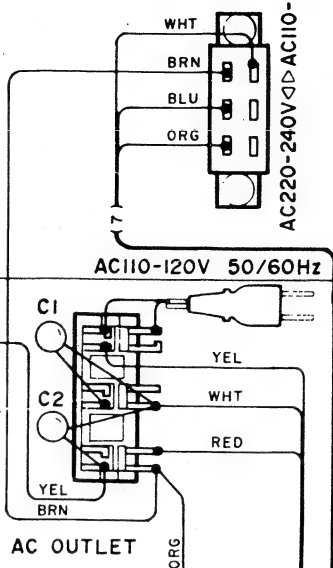 WHT
BRN
BLU
ORG
AC220-240V◁▷AC110-
(7)
AC110-120V 50/60Hz
C1
YEL
WHT
C2
RED
YEL
BRN
ORG
AC OUTLET